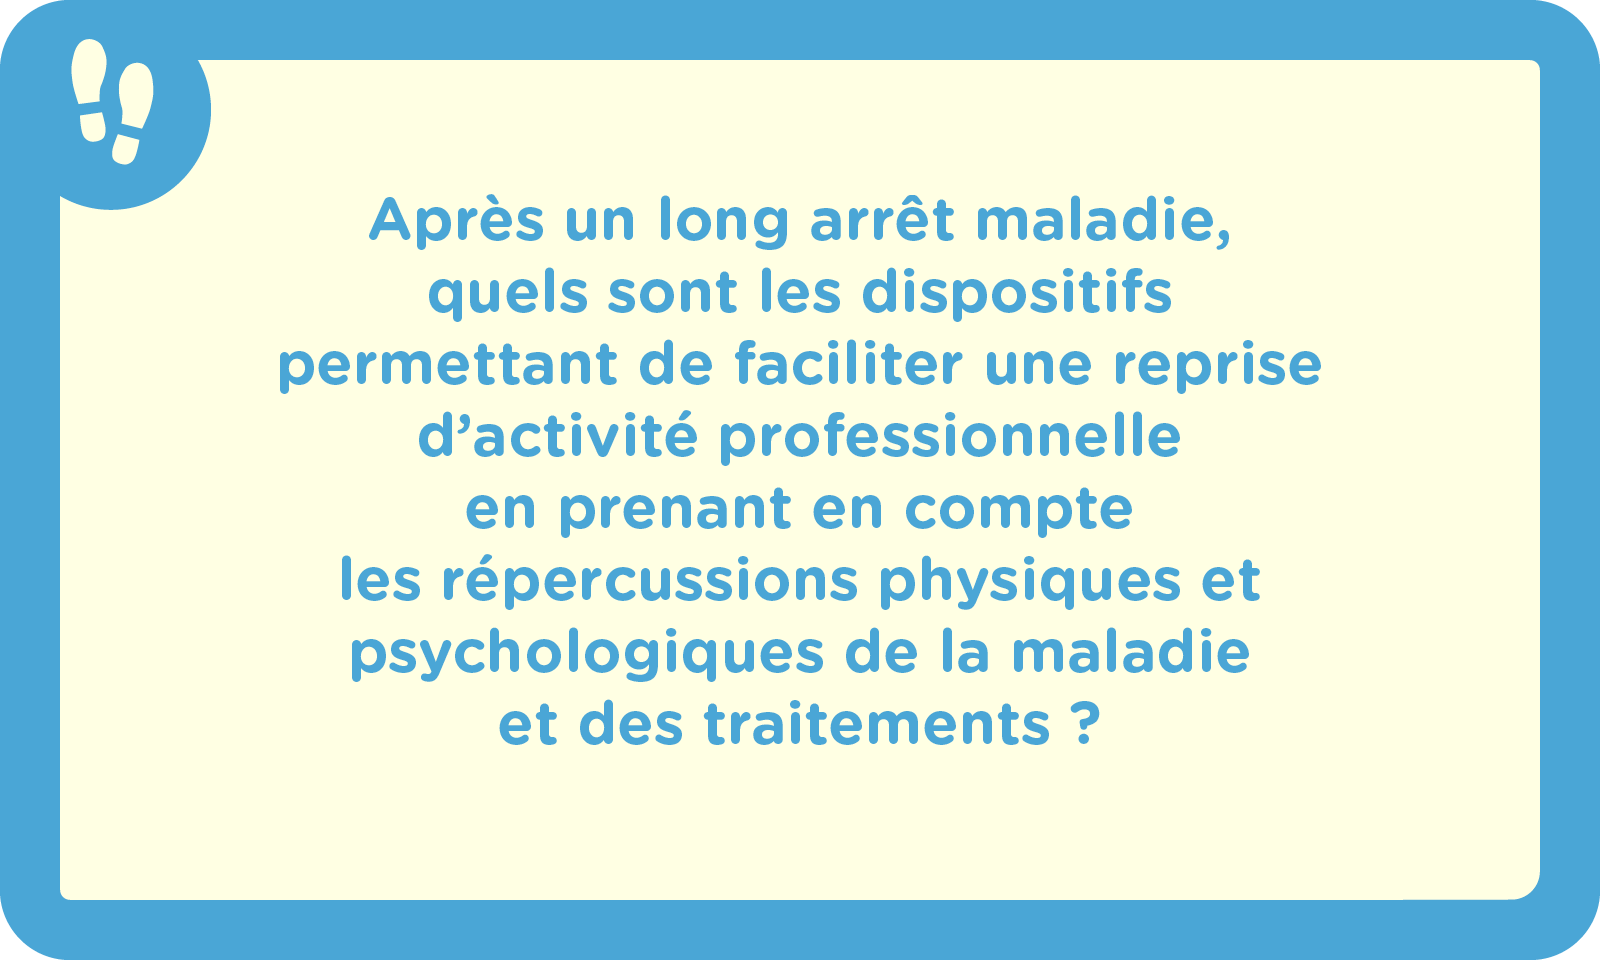 Après un long arrêt maladie,
quels sont les dispositifs
permettant de faciliter une reprise
d’activité professionnelle
en prenant en compte
les répercussions physiques et
psychologiques de la maladie
et des traitements ?